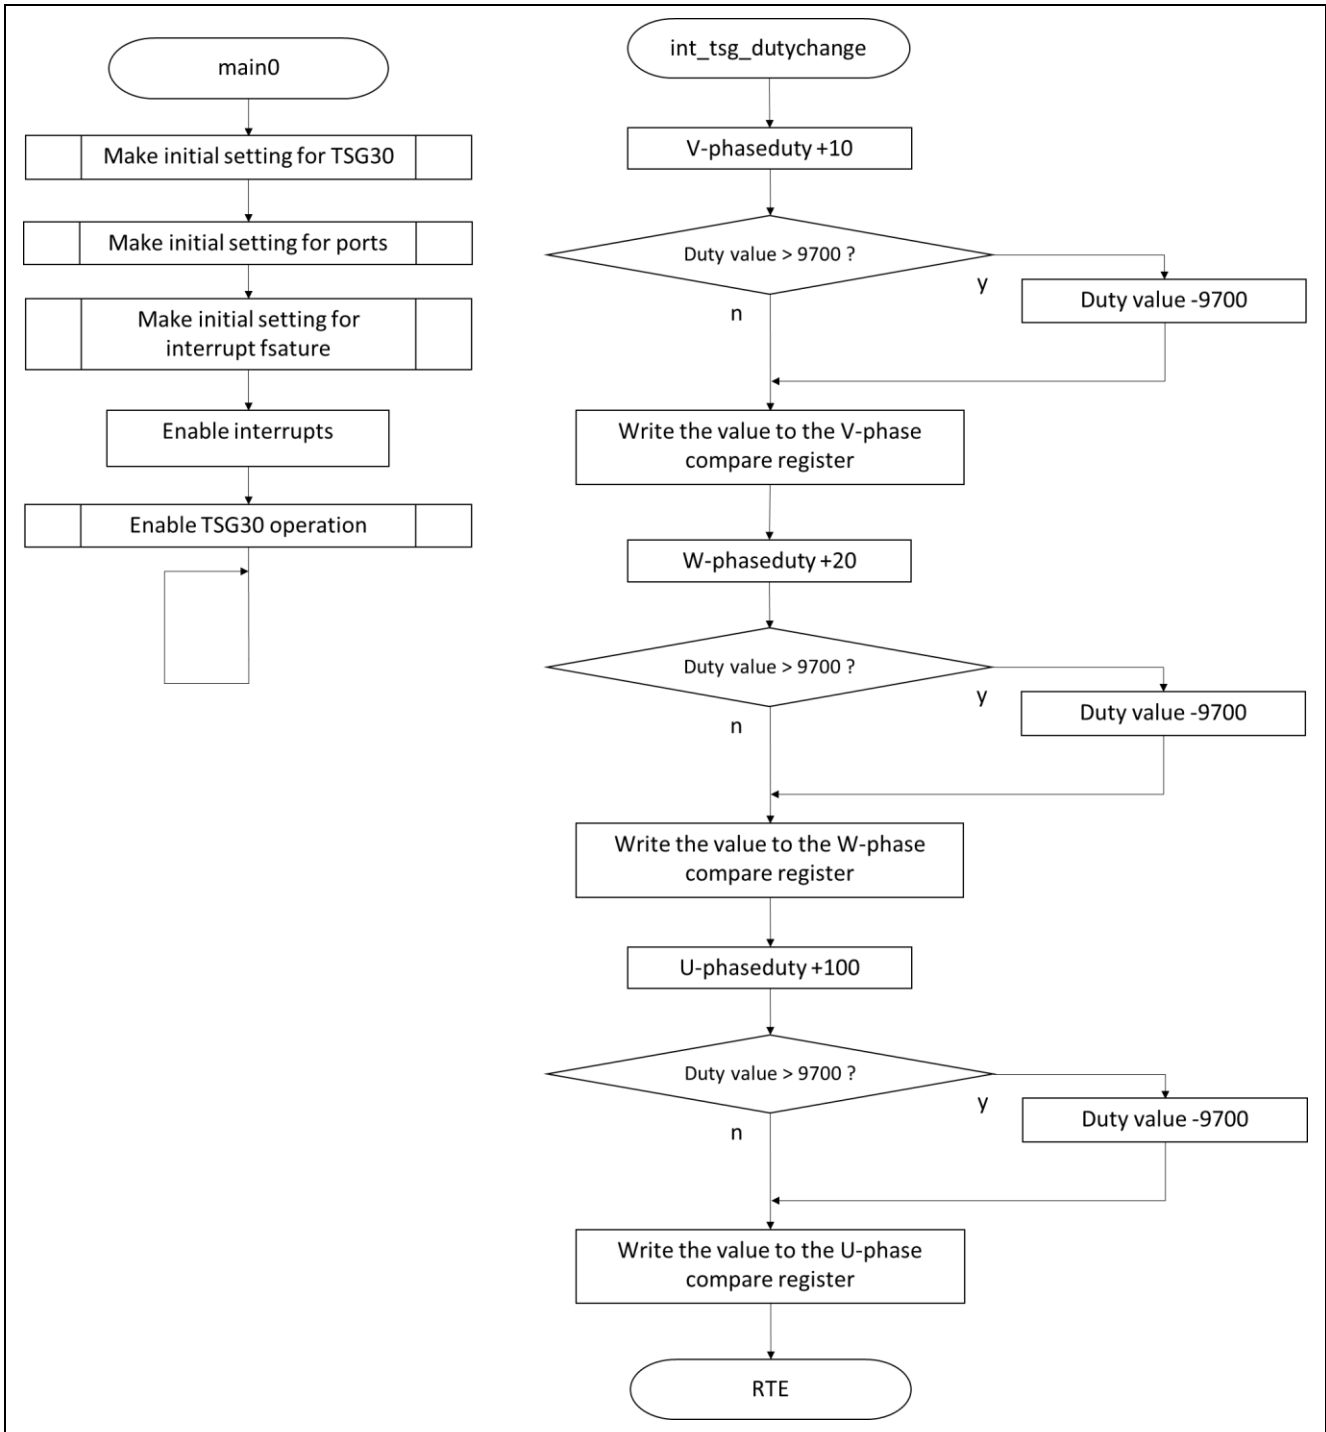 main0
Make initial setting for TSG30
Make initial setting for ports
Make initial setting for
interrupt fsature
Enable interrupts
Enable TSG30 operation
int_tsg_dutychange
V-phaseduty +10
Duty value > 9700 ?
y
n
Duty value -9700
Write the value to the V-phase
compare register
W-phaseduty +20
Duty value > 9700 ?
y
n
Duty value -9700
Write the value to the W-phase
compare register
U-phaseduty +100
Duty value > 9700 ?
y
n
Duty value -9700
Write the value to the U-phase
compare register
RTE